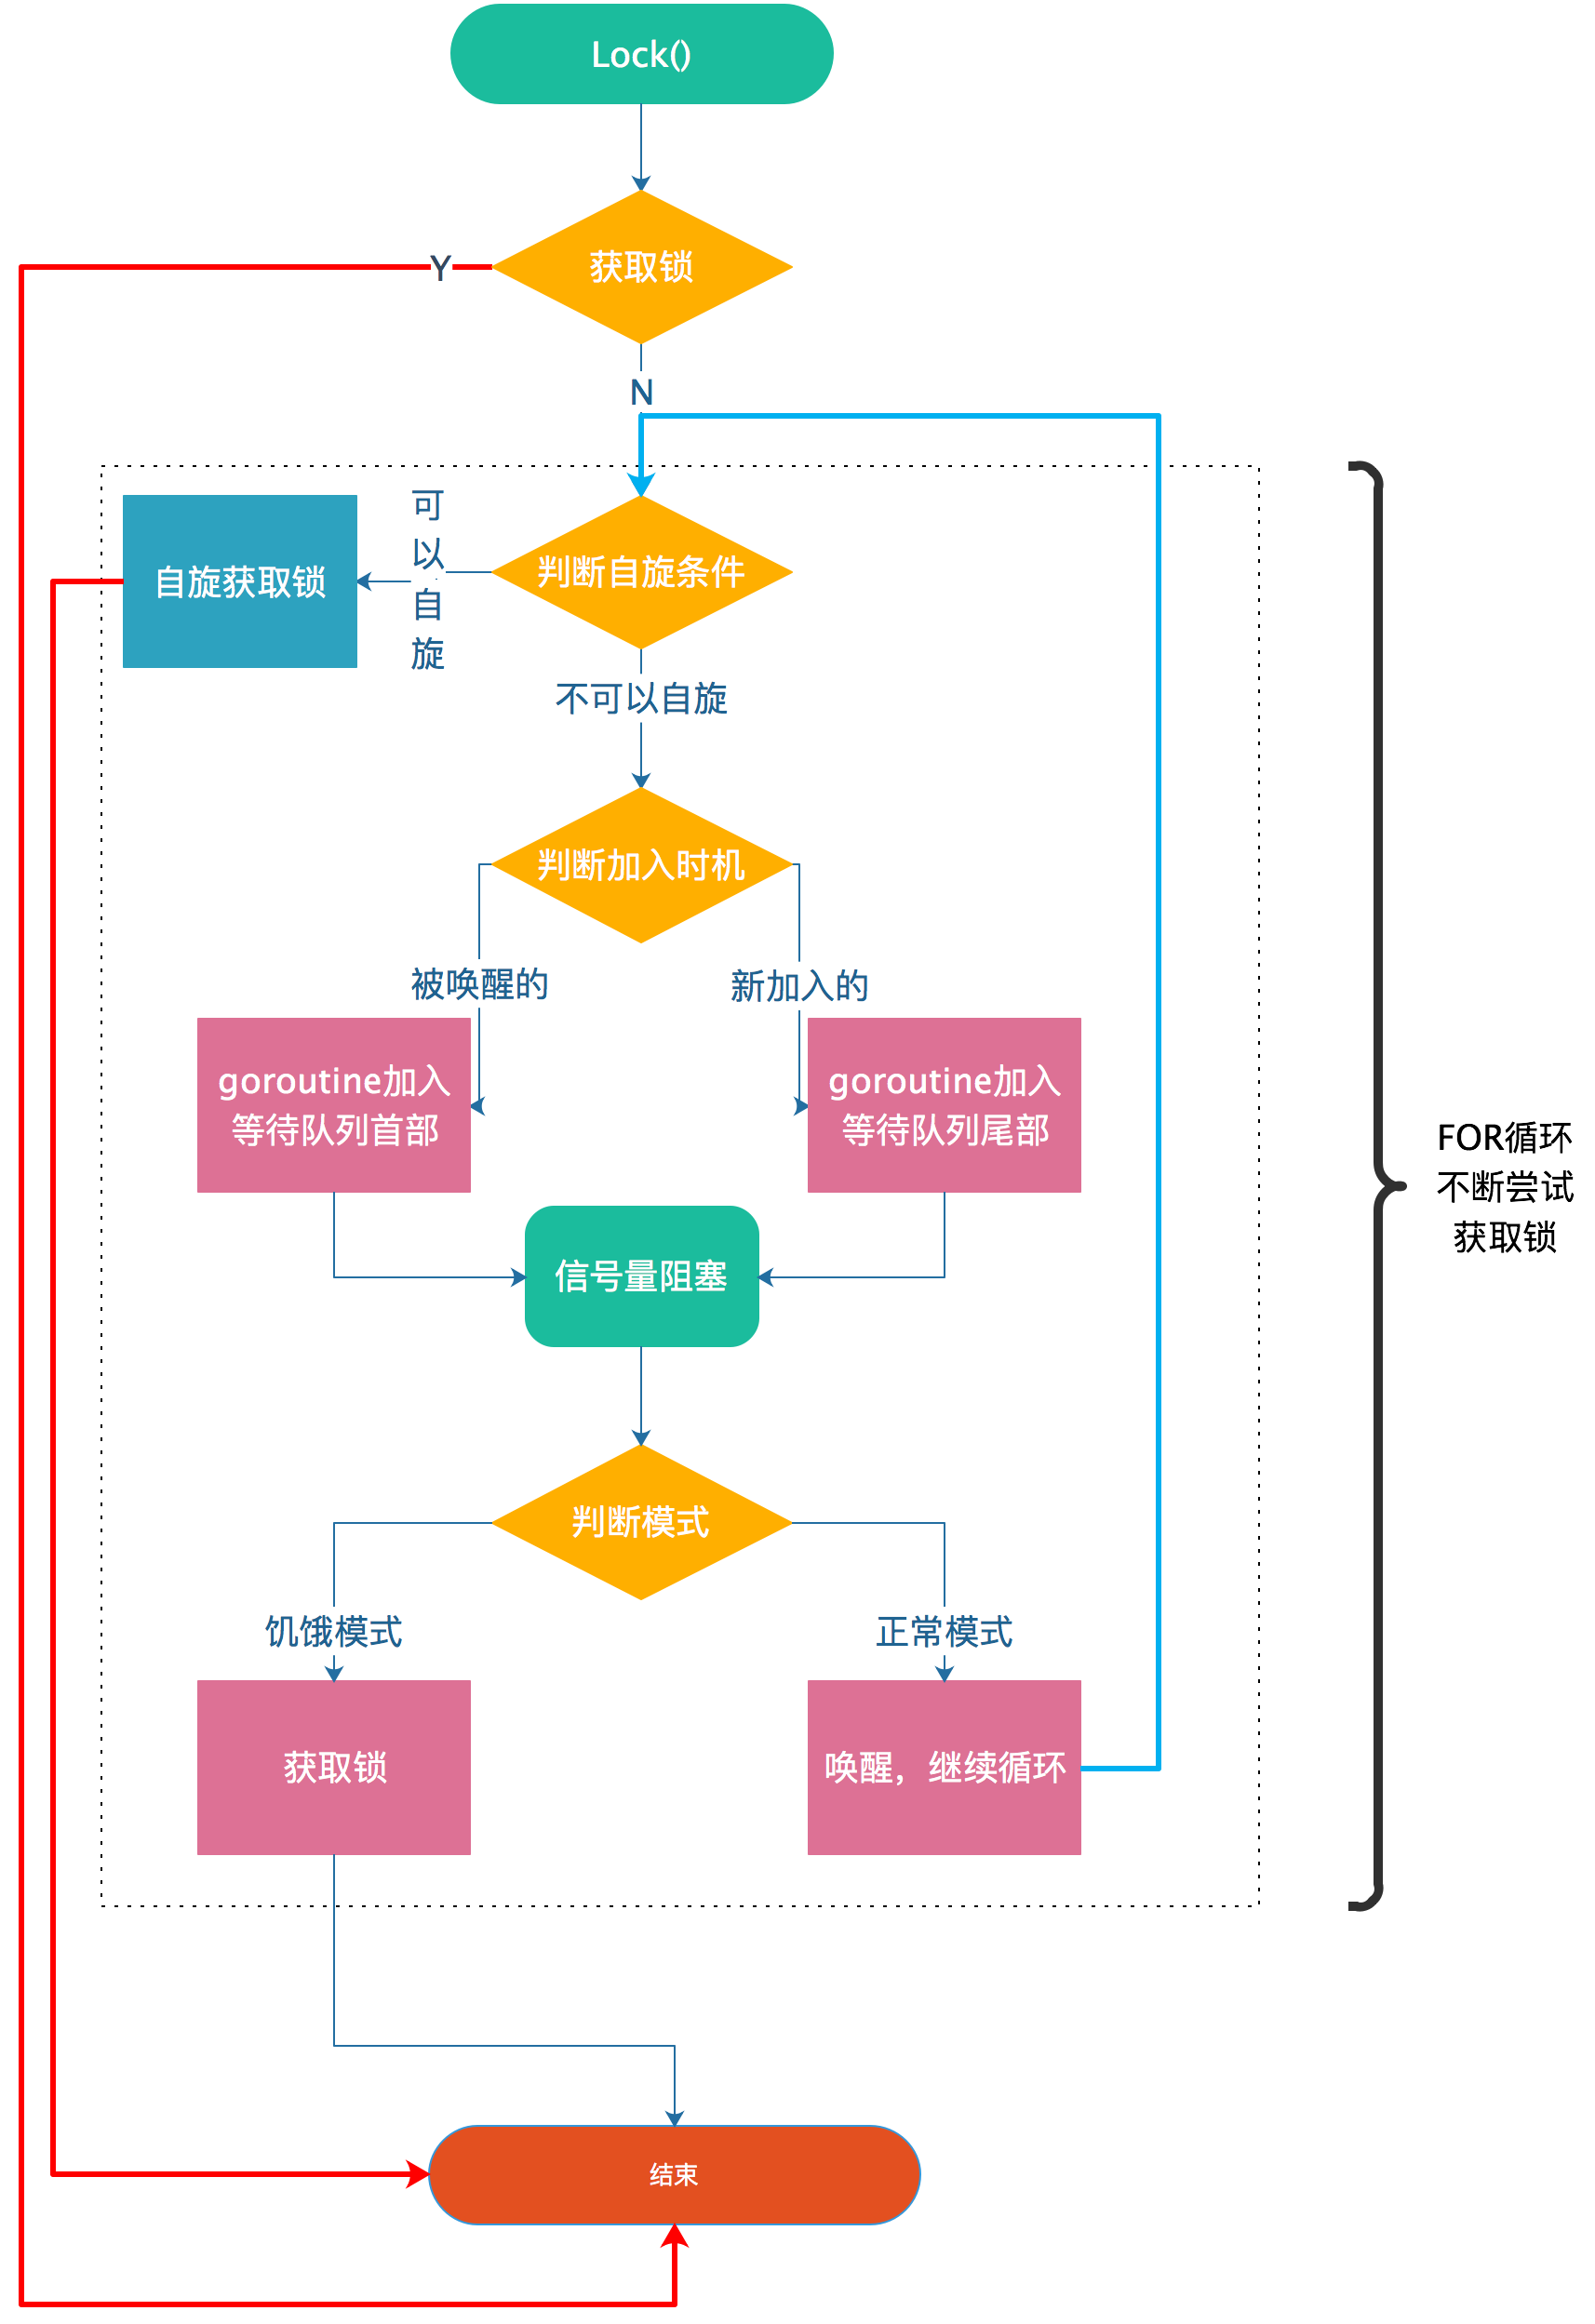 Lock()
获取锁
Y
N
可
以
自
旋
判断自旋条件
自旋获取锁
不可以自旋
判断加入时机
被唤醒的
新加入的
goroutine加入
等待队列首部
goroutine加入
等待队列尾部
FOR循环
不断尝试
获取锁
信号量阻塞
判断模式
饥饿模式
正常模式
获取锁
唤醒，继续循环
结束